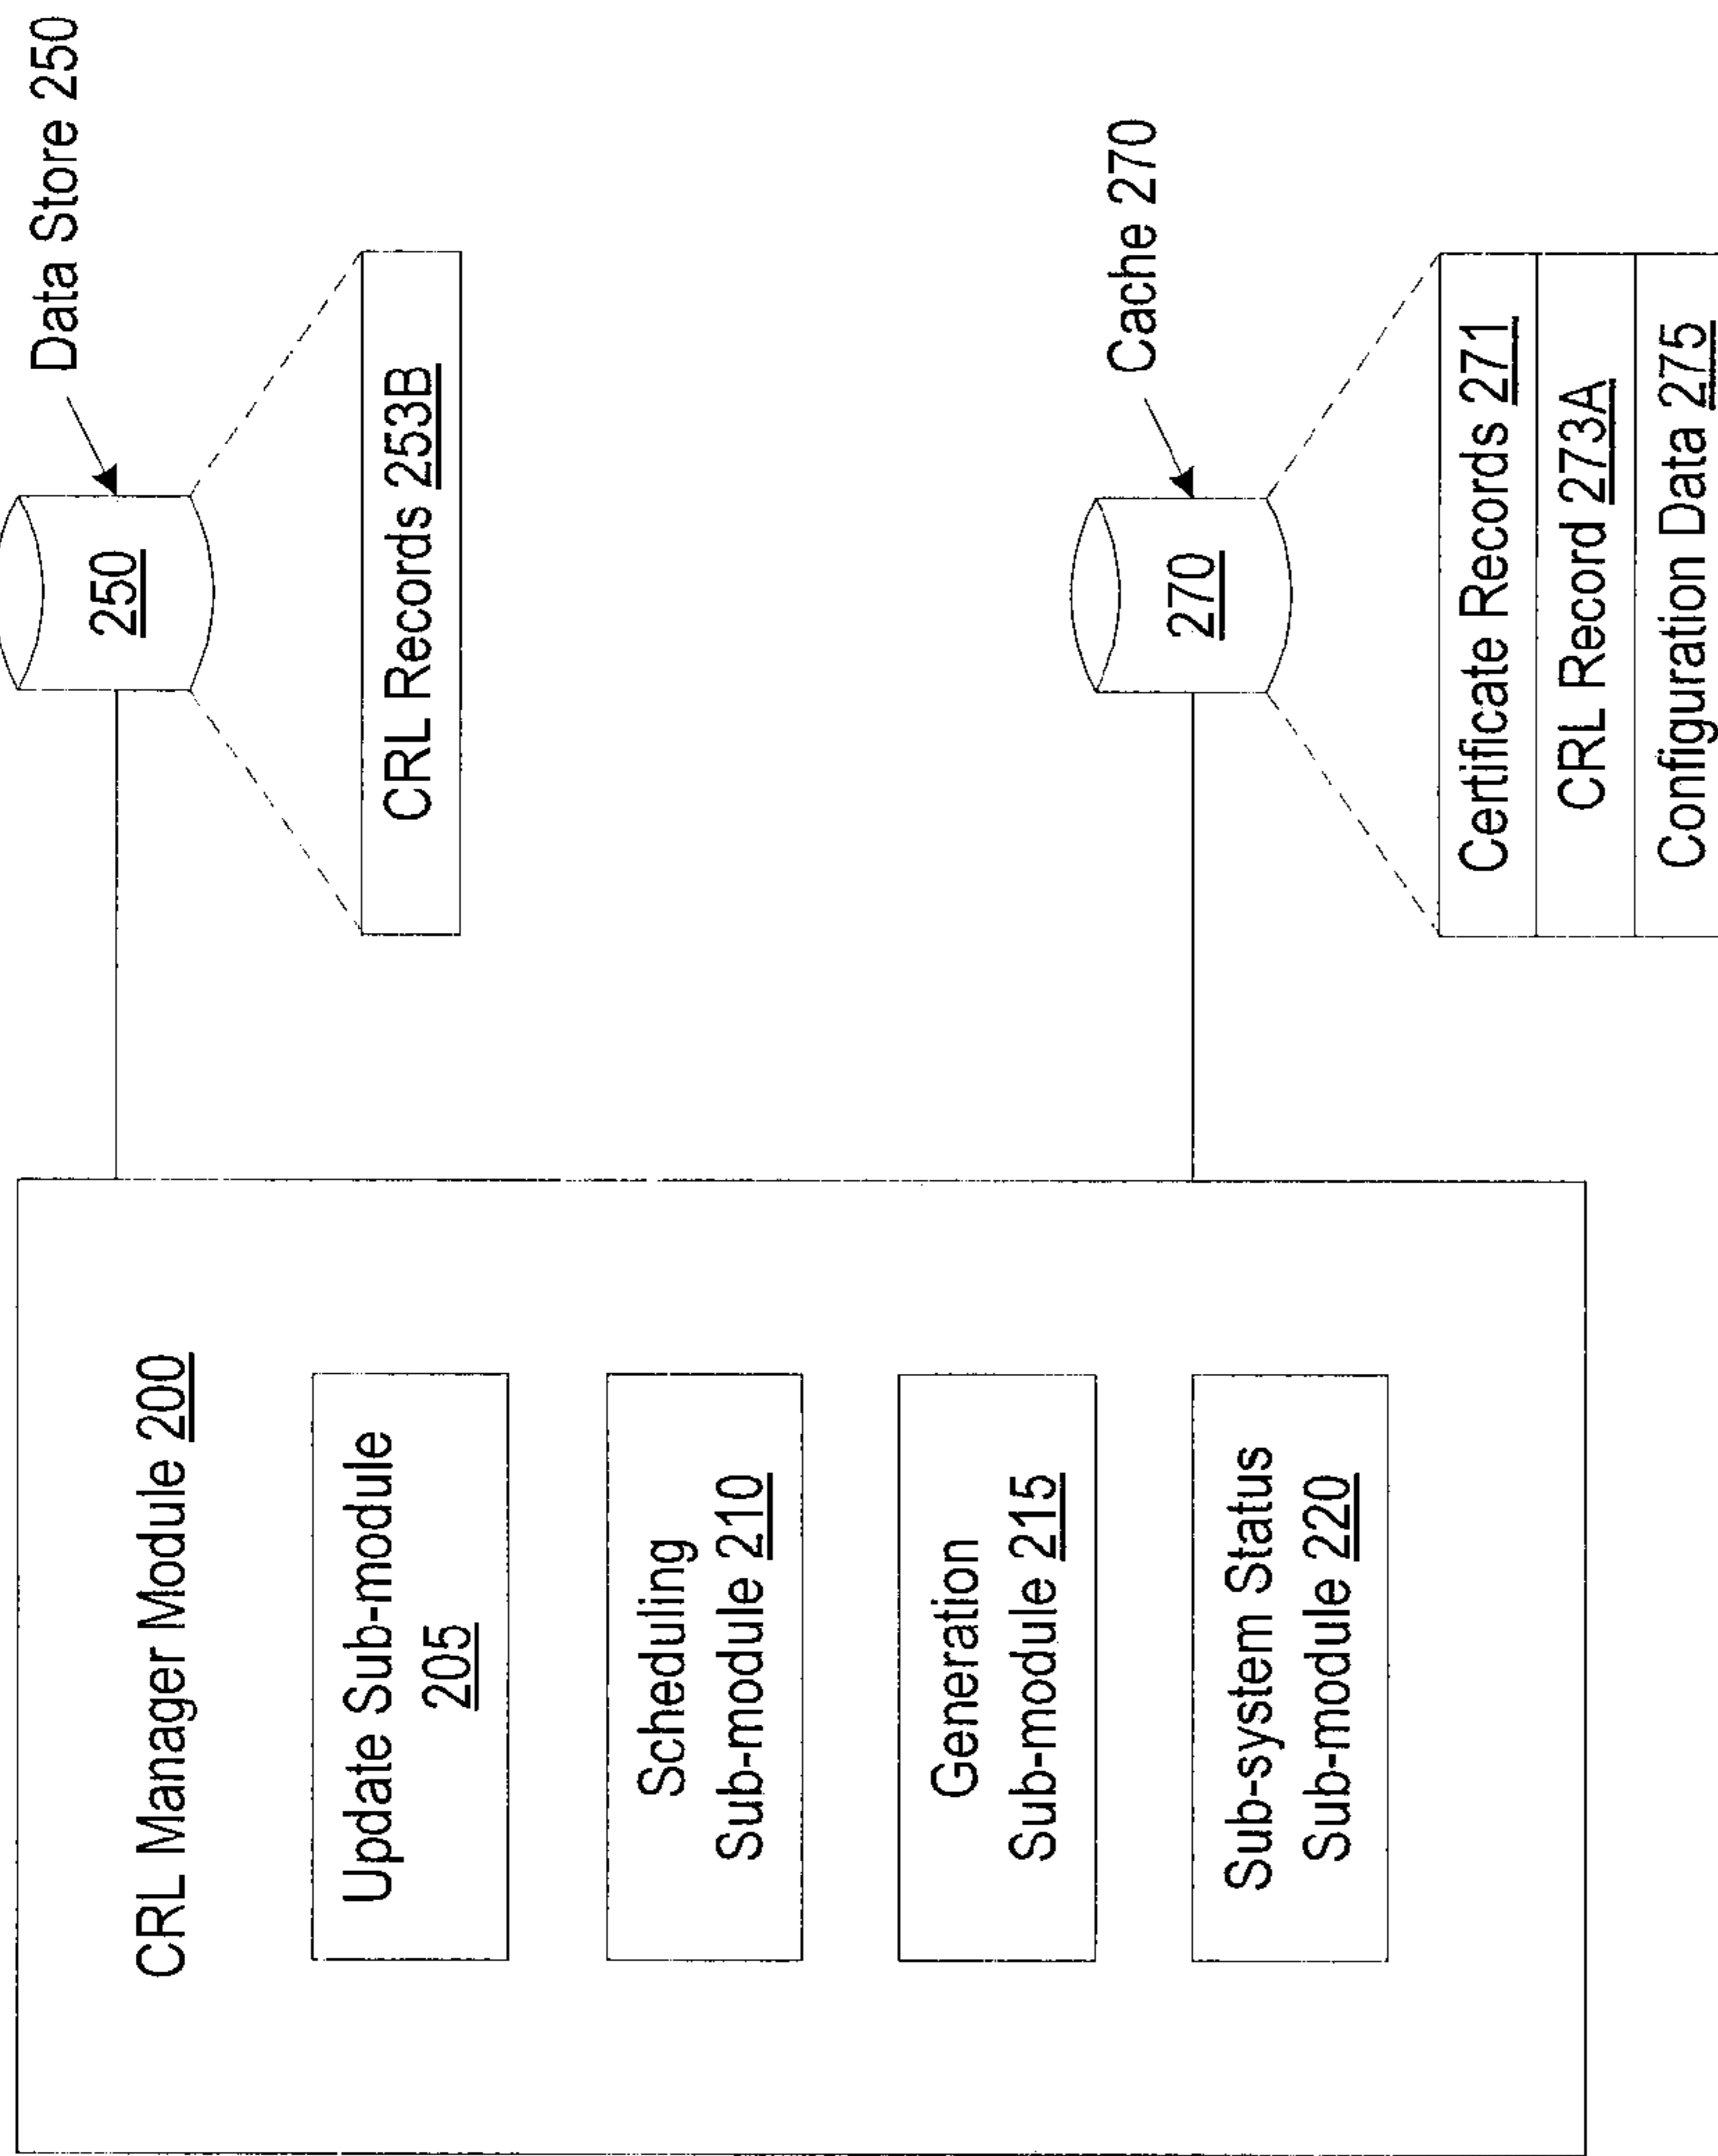 CRL Manager Module 200
Update Sub-module
205
Scheduling
Sub-module 210
Generation
Sub-module 215
Sub-system Status
Sub-module 220
Data Store 250
250
CRL Records 253B
Cache 270
270
Certificate Records 271
CRL Record 273A
Configuration Data 275